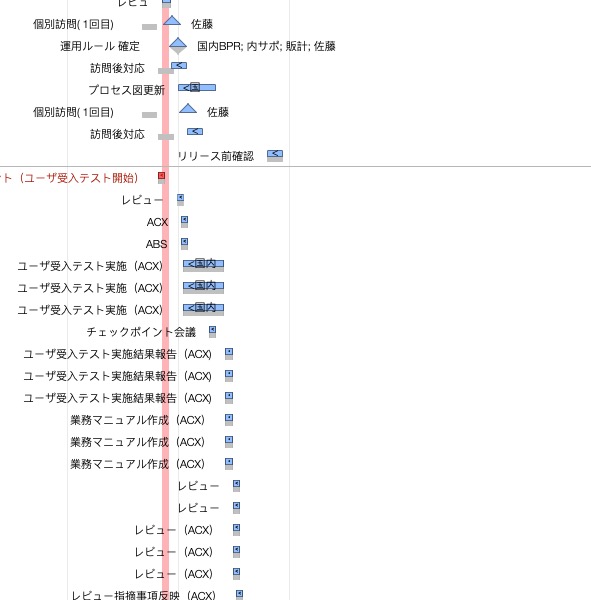 レビュ
個別訪問( 1回目) 佐藤
運用ルール 確定 国内BPR; 内サポ; 販計; 佐藤
訪問後対応 <
プロセス図更新 <国
個別訪問( 1回目) 佐藤
訪問後対応 <
リリース前確認 <
ント（ユーザ受入テスト開始）
レビュー
ACX
ABS
ユーザ受入テスト実施（ACX） <国内
ユーザ受入テスト実施（ACX） <国内
ユーザ受入テスト実施（ACX） <国内
チェックポイント会議
ユーザ受入テスト実施結果報告（ACX）
ユーザ受入テスト実施結果報告（ACX）
ユーザ受入テスト実施結果報告（ACX）
業務マニュアル作成（ACX）
業務マニュアル作成（ACX）
業務マニュアル作成（ACX）
レビュー
レビュー
レビュー（ACX）
レビュー（ACX）
レビュー（ACX）
レビュー指摘事項反映（ACX）